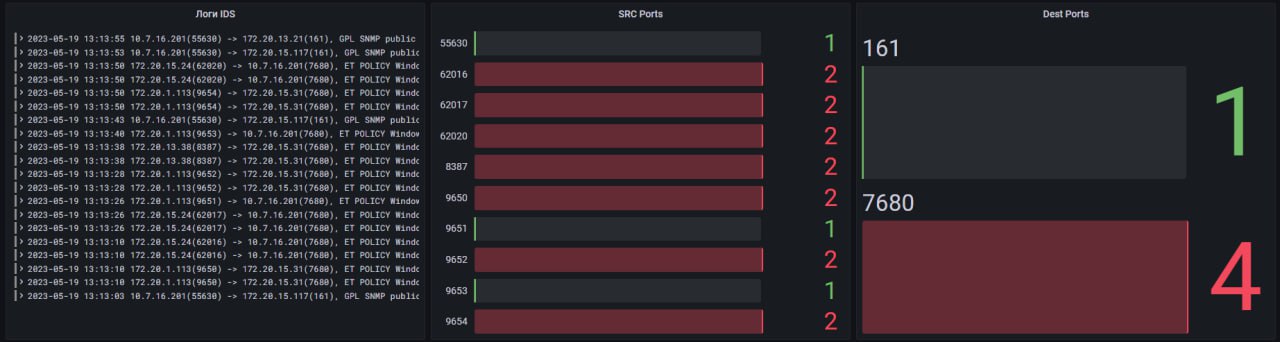 Логи IDS
2023-05-19 13:13:55 10.7.16.201(55630) -> 172.20.13.21(161), GPL SNMP public
2023-05-19 13:13:53 10.7.16.201(55630) -> 172.20.15.117(161), GPL SNMP public
2023-05-19 13:13:50 172.20.15.24(62020) -> 10.7.16.201(7680), ET POLICY Windo
2023-05-19 13:13:50 172.20.15.24(62020) -> 10.7.16.201(7680), ET POLICY Windo
2023-05-19 13:13:50 172.20.1.113(9654) -> 172.20.15.31(7680), ET POLICY Windo
2023-05-19 13:13:50 172.20.1.113(9654) -> 172.20.15.31(7680), ET POLICY Windo
2023-05-19 13:13:43 10.7.16.201(55630) -> 172.20.15.117(161), GPL SNMP public
2023-05-19 13:13:40 172.20.1.113(9653) -> 10.7.16.201(7680), ET POLICY Window
2023-05-19 13:13:38 172.20.13.38(8387) -> 172.20.15.31(7680), ET POLICY Windo
2023-05-19 13:13:38 172.20.13.38(8387) -> 172.20.15.31(7680), ET POLICY Windo
2023-05-19 13:13:28 172.20.1.113(9652) -> 172.20.15.31(7680), ET POLICY Windo
2023-05-19 13:13:28 172.20.1.113(9652) -> 172.20.15.31(7680), ET POLICY Windo
2023-05-19 13:13:26 172.20.1.113(9651) -> 10.7.16.201(7680), ET POLICY Window
2023-05-19 13:13:26 172.20.15.24(62017) -> 10.7.16.201(7680), ET POLICY Windo
2023-05-19 13:13:26 172.20.15.24(62017) -> 10.7.16.201(7680), ET POLICY Windo
2023-05-19 13:13:10 172.20.15.24(62016) -> 10.7.16.201(7680), ET POLICY Windo
2023-05-19 13:13:10 172.20.15.24(62016) -> 10.7.16.201(7680), ET POLICY Windo
2023-05-19 13:13:10 172.20.1.113(9650) -> 172.20.15.31(7680), ET POLICY Windo
2023-05-19 13:13:10 172.20.1.113(9650) -> 172.20.15.31(7680), ET POLICY Windo
2023-05-19 13:13:03 10.7.16.201(55630) -> 172.20.15.117(161), GPL SNMP public
SRC Ports
55630 1
62016 2
62017 2
62020 2
8387 2
9650 2
9651 1
9652 2
9653 1
9654 2
Dest Ports
161
1
7680
4